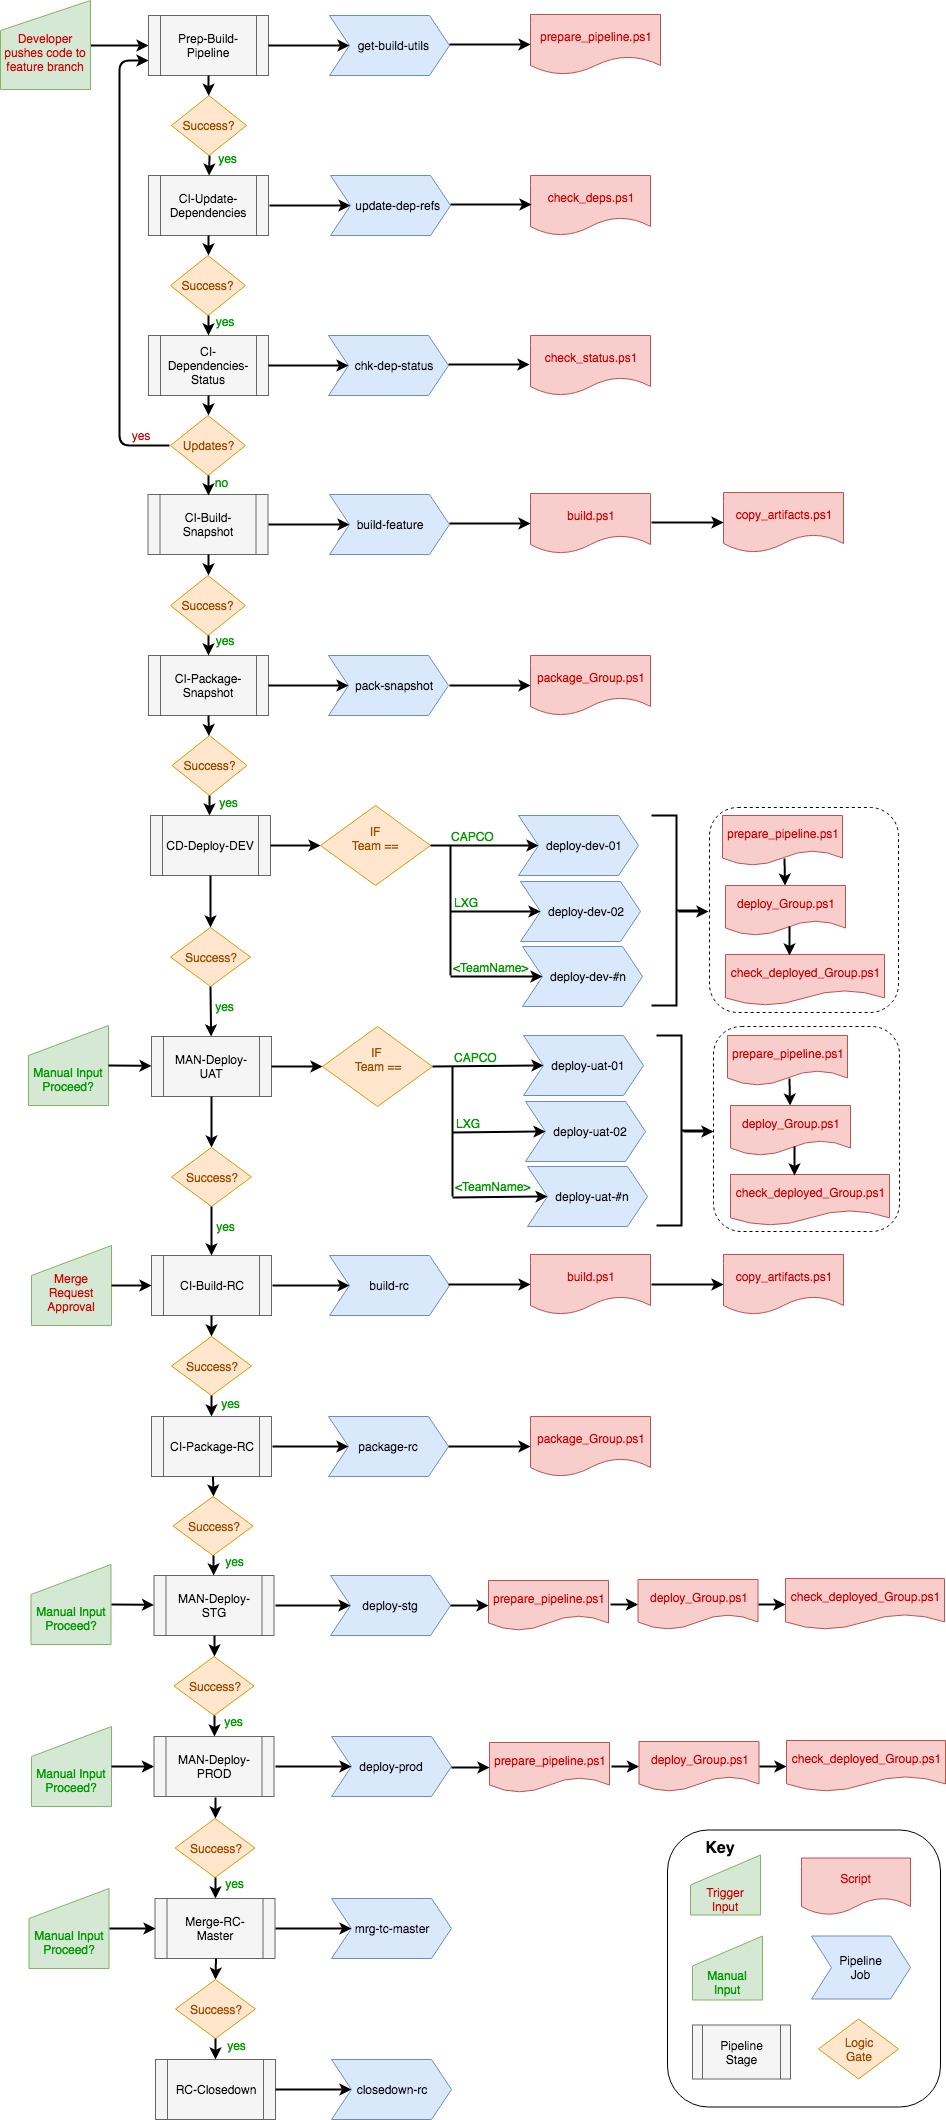 Developer
pushes code to
feature branch
Prep-Build-
Pipeline
get-build-utils
prepare_pipeline.ps1
Success?
yes
CI-Update-
Dependencies
update-dep-refs
check_deps.ps1
Success?
yes
CI-
Dependencies-
Status
chk-dep-status
check_status.ps1
yes
Updates?
no
CI-Build-
Snapshot
build-feature
build.ps1
copy_artifacts.ps1
Success?
yes
CI-Package-
Snapshot
pack-snapshot
package_Group.ps1
Success?
yes
CD-Deploy-DEV
IF
Team ==
CAPCO
deploy-dev-01
LXG
deploy-dev-02
<TeamName>
deploy-dev-#n
prepare_pipeline.ps1
deploy_Group.ps1
check_deployed_Group.ps1
Success?
yes
Manual Input
Proceed?
MAN-Deploy-
UAT
IF
Team ==
CAPCO
deploy-uat-01
LXG
deploy-uat-02
<TeamName>
deploy-uat-#n
prepare_pipeline.ps1
deploy_Group.ps1
check_deployed_Group.ps1
Success?
yes
Merge
Request
Approval
CI-Build-RC
build-rc
build.ps1
copy_artifacts.ps1
Success?
yes
CI-Package-RC
package-rc
package_Group.ps1
Success?
yes
Manual Input
Proceed?
MAN-Deploy-
STG
deploy-stg
prepare_pipeline.ps1
deploy_Group.ps1
check_deployed_Group.ps1
Success?
yes
Manual Input
Proceed?
MAN-Deploy-
PROD
deploy-prod
prepare_pipeline.ps1
deploy_Group.ps1
check_deployed_Group.ps1
Success?
yes
Manual Input
Proceed?
Merge-RC-
Master
mrg-tc-master
Success?
yes
RC-Closedown
closedown-rc
Key
Trigger
Input
Script
Manual
Input
Pipeline
Job
Pipeline
Stage
Logic
Gate